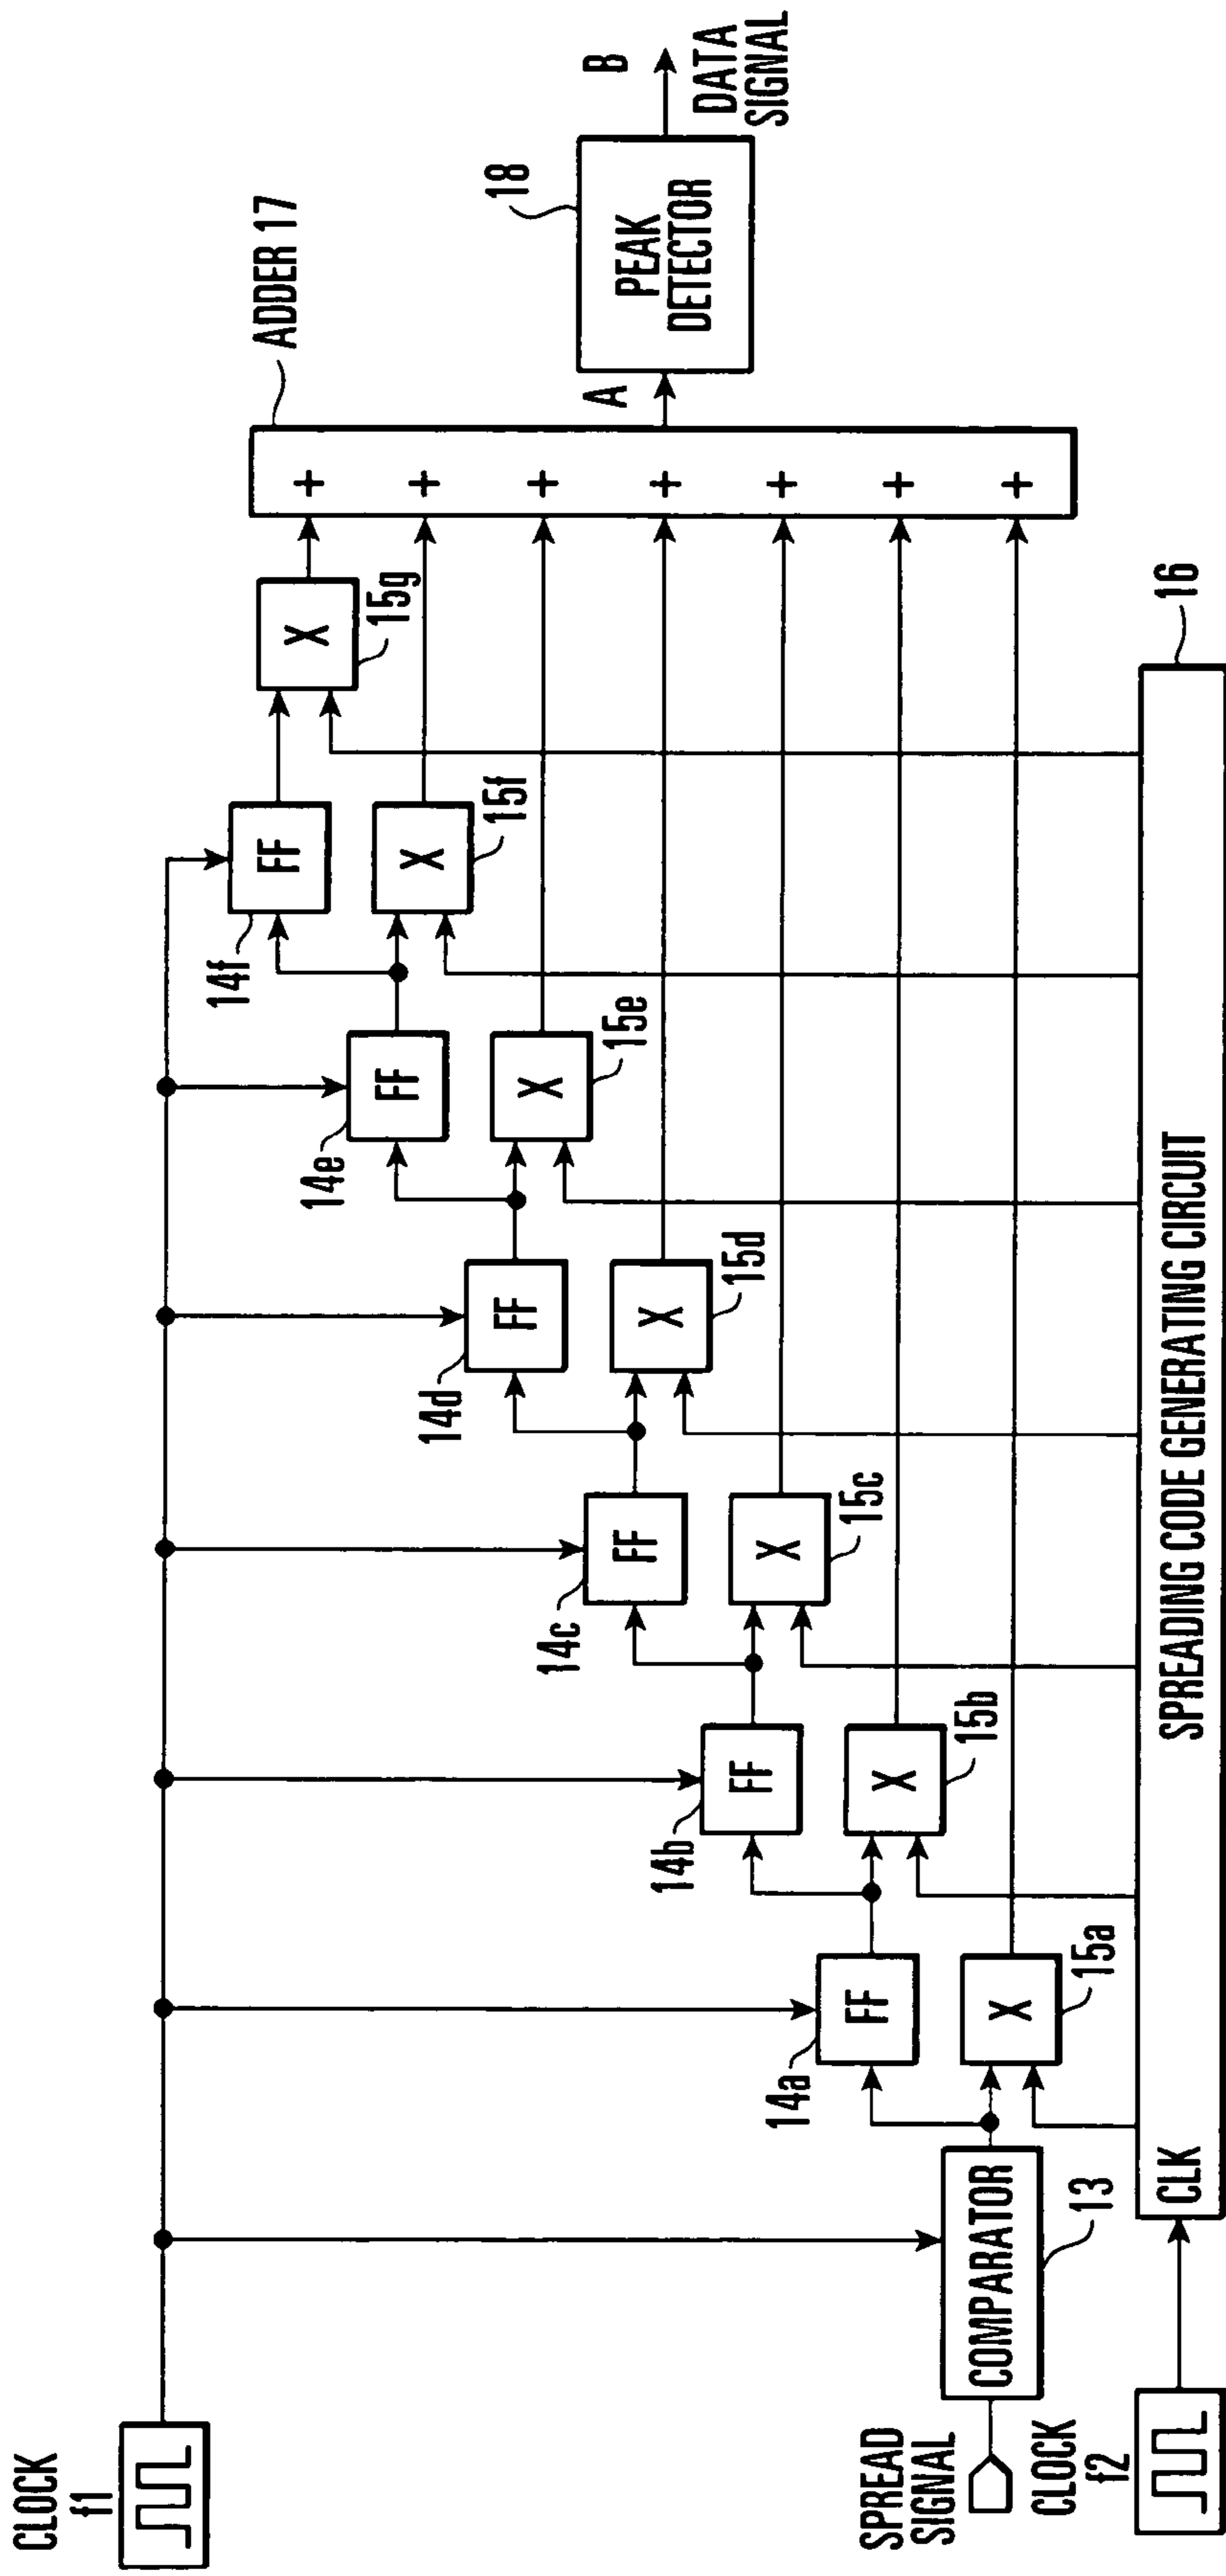 CLOCK
f1
SPREAD
SIGNAL
CLOCK
f2
COMPARATOR
13
CLK
SPREADING CODE GENERATING CIRCUIT
16
14a
FF
X
15a
14b
FF
X
15b
14c
FF
X
15c
14d
FF
X
15d
14e
FF
X
15e
14f
FF
X
15f
X
15g
ADDER 17
+
+
+
+
+
+
+
A
PEAK
DETECTOR
18
B
DATA
SIGNAL